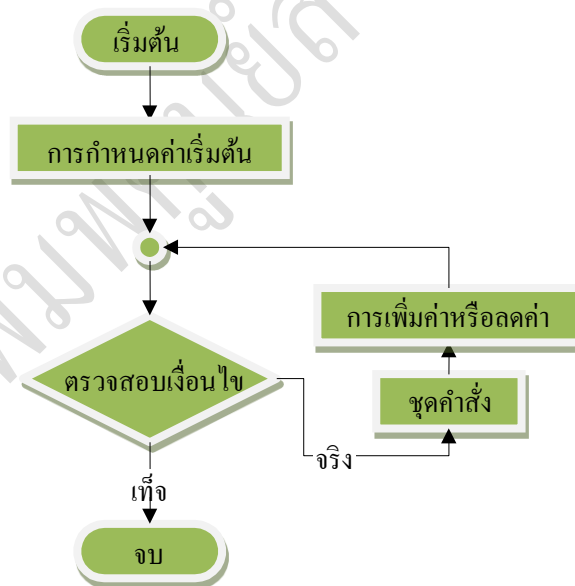 เริ่มต้น
การกำหนดค่าเริ่มต้น
การเพิ่มค่าหรือลดค่า
ตรวจสอบเงื่อนไข
ชุดคำสั่ง
จริง
เท็จ
จบ